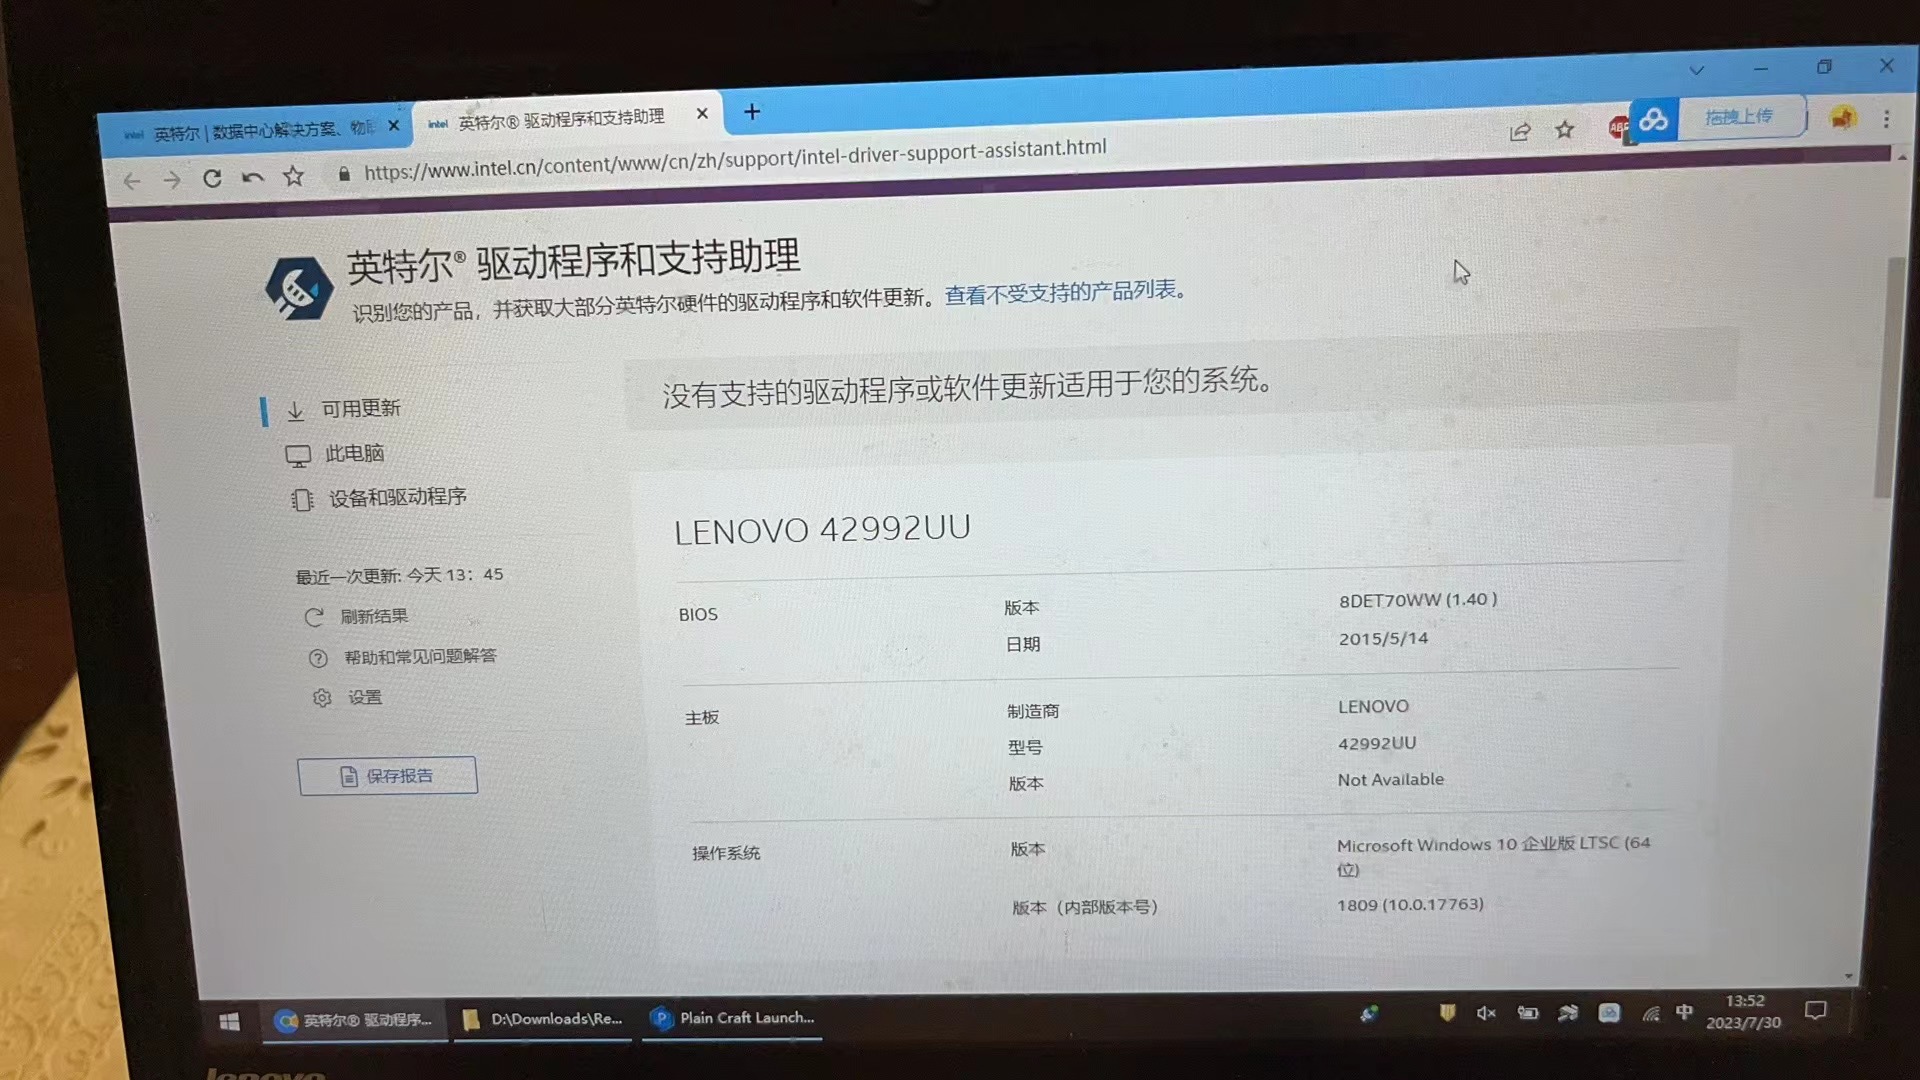 intel 英特尔 | 数据中心解决方案、物联
intel 英特尔® 驱动程序和支持助理
https://www.intel.cn/content/www/cn/zh/support/intel-driver-support-assistant.html
ABP
拖拽上传
英特尔® 驱动程序和支持助理
识别您的产品，并获取大部分英特尔硬件的驱动程序和软件更新。查看不受支持的产品列表。
可用更新
此电脑
设备和驱动程序
最近一次更新: 今天 13：45
刷新结果
帮助和常见问题解答
设置
保存报告
没有支持的驱动程序或软件更新适用于您的系统。
LENOVO 42992UU
BIOS 版本 8DET70WW (1.40 )
日期 2015/5/14
主板 制造商 LENOVO
型号 42992UU
版本 Not Available
操作系统 版本 Microsoft Windows 10 企业版 LTSC (64
位)
版本（内部版本号） 1809 (10.0.17763)
英特尔® 驱动程序...
D:\Downloads\Re...
Plain Craft Launch...
中
13:52
2023/7/30
lenovo